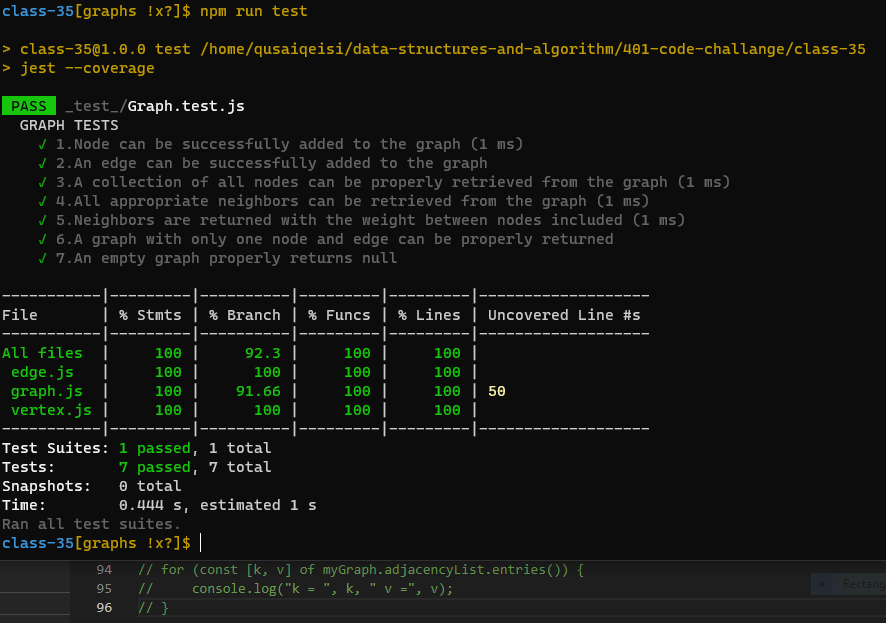 class-35[graphs !x?]$ npm run test
> class-35@1.0.0 test /home/qusaiqeisi/data-structures-and-algorithm/401-code-challange/class-35
> jest --coverage
PASS _test_/Graph.test.js
GRAPH TESTS
√ 1.Node can be successfully added to the graph (1 ms)
√ 2.An edge can be successfully added to the graph
√ 3.A collection of all nodes can be properly retrieved from the graph (1 ms)
√ 4.All appropriate neighbors can be retrieved from the graph (1 ms)
√ 5.Neighbors are returned with the weight between nodes included (1 ms)
√ 6.A graph with only one node and edge can be properly returned
√ 7.An empty graph properly returns null
-----------|---------|----------|---------|---------|-------------------
File       | % Stmts | % Branch | % Funcs | % Lines | Uncovered Line #s
-----------|---------|----------|---------|---------|-------------------
All files  |     100 |     92.3 |     100 |     100 |
 edge.js   |     100 |      100 |     100 |     100 |
 graph.js  |     100 |    91.66 |     100 |     100 | 50
 vertex.js |     100 |      100 |     100 |     100 |
-----------|---------|----------|---------|---------|-------------------
Test Suites: 1 passed, 1 total
Tests:       7 passed, 7 total
Snapshots:   0 total
Time:        0.444 s, estimated 1 s
Ran all test suites.
class-35[graphs !x?]$
94 // for (const [k, v] of myGraph.adjacencyList.entries()) {
Rectang
95 //     console.log("k = ", k, " v =", v);
96 // }